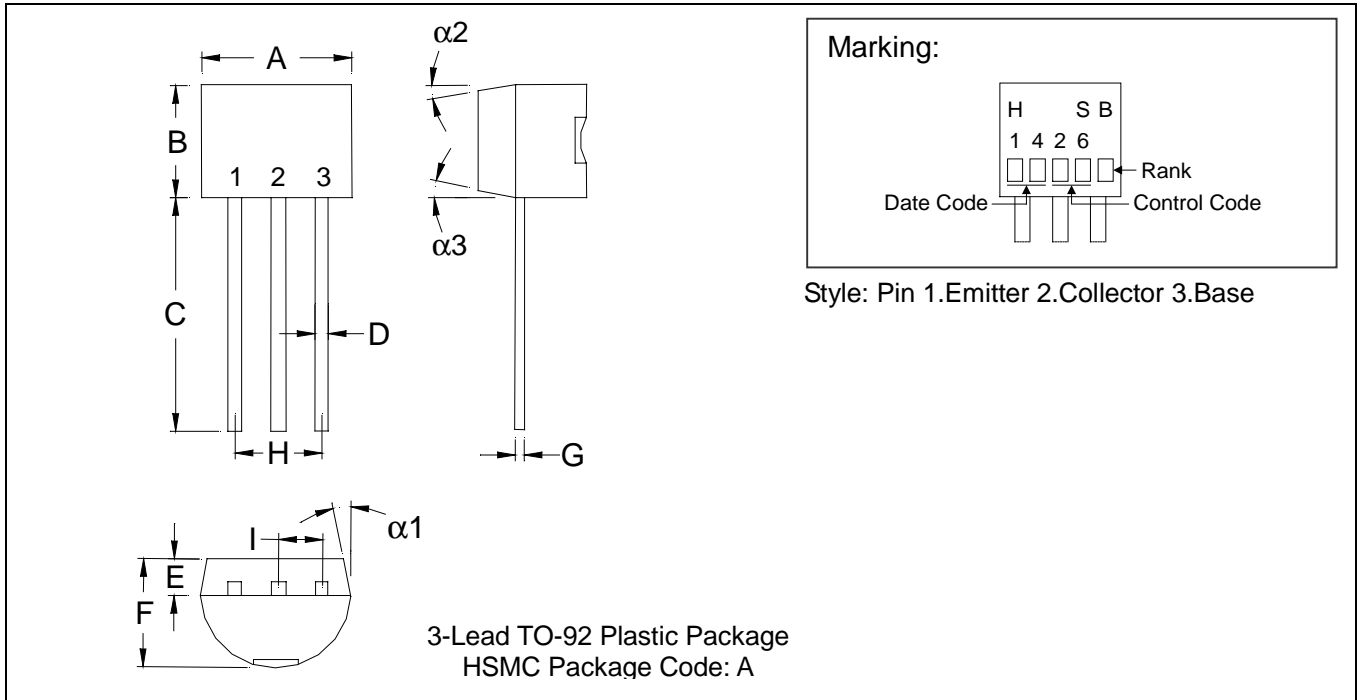 A
B
1 2 3
C
D
H
α2
α3
G
I
α1
E
F
3-Lead TO-92 Plastic Package
HSMC Package Code: A
Marking:
H S B
1 4 2 6
Rank
Date Code
Control Code
Style: Pin 1.Emitter 2.Collector 3.Base